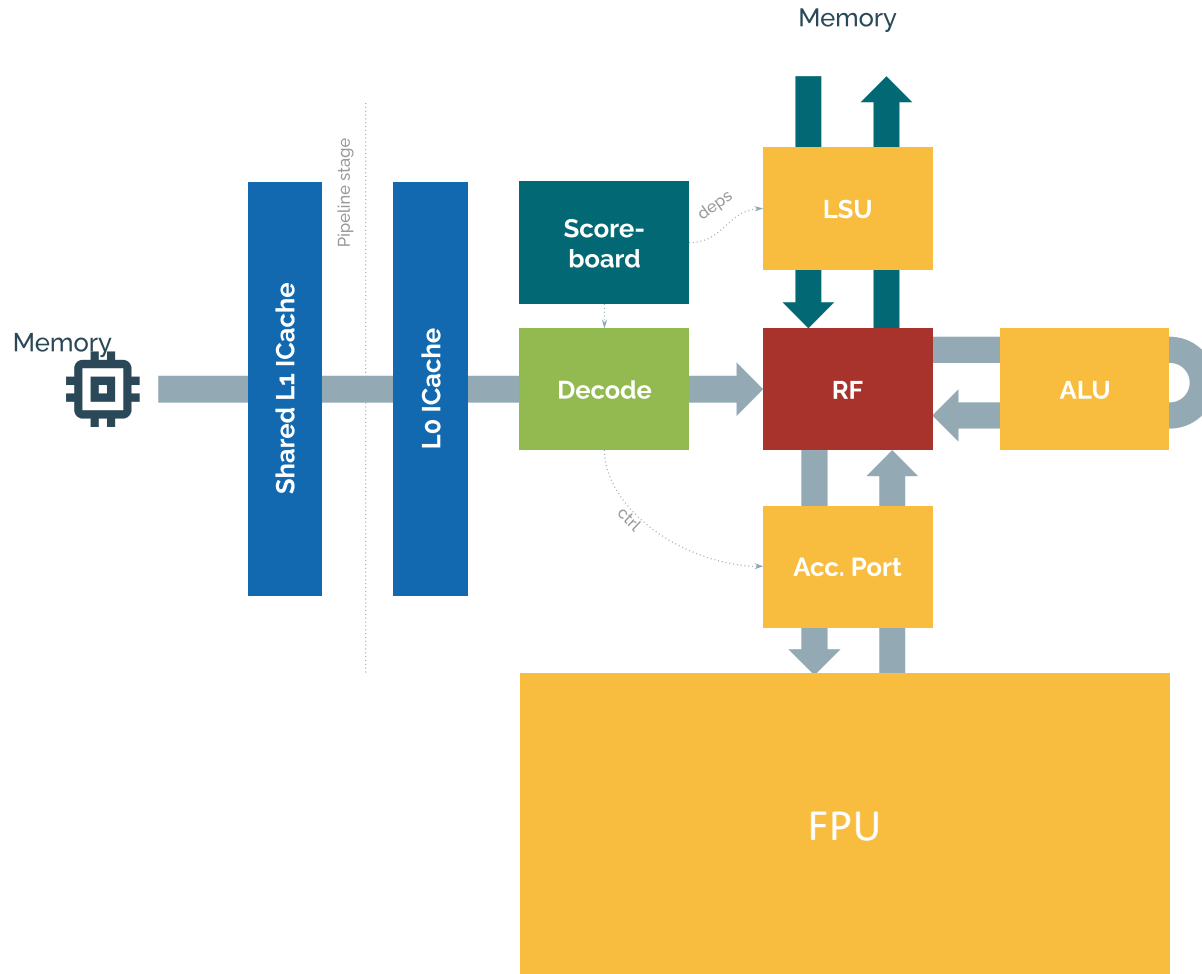 Memory
Pipeline stage
deps
LSU
Score-
board
Shared L1 ICache
L0 ICache
Memory
Decode
RF
ALU
ctrl
Acc. Port
FPU